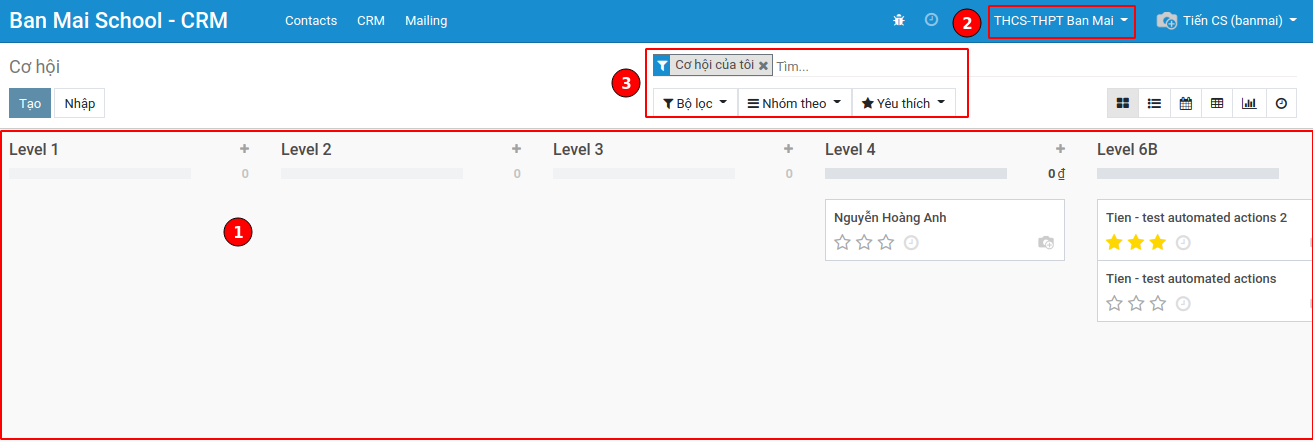 Ban Mai School - CRM Contacts CRM Mailing 2 THCS-THPT Ban Mai Tiến CS (banmai)
Cơ hội Cơ hội của tôi Tìm...
3
Tạo Nhập Bộ lọc Nhóm theo Yêu thích
Level 1 Level 2 Level 3 Level 4 Level 6B
0 0 0 0 ₫
Nguyễn Hoàng Anh Tien - test automated actions 2
1
Tien - test automated actions